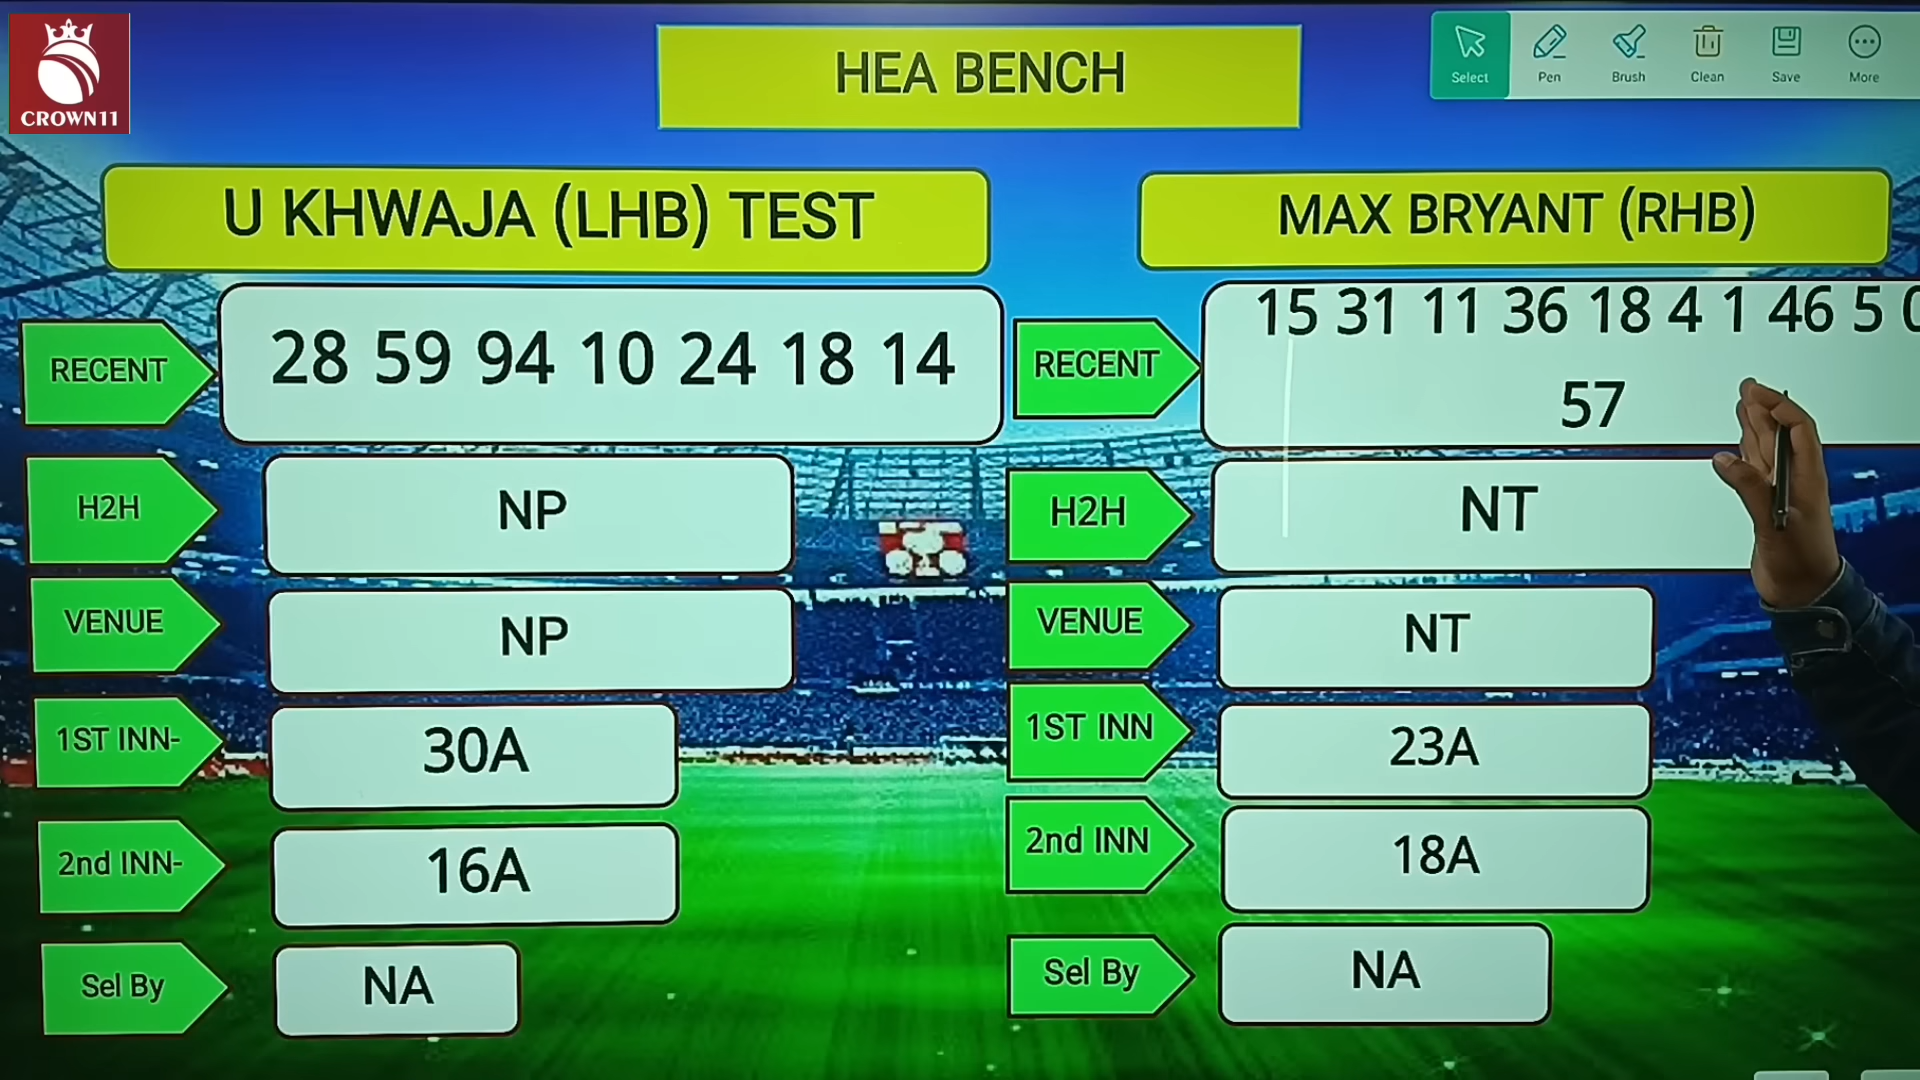 CROWN11
HEA BENCH
Select
Pen
Brush
Clean
Save
More
U KHWAJA (LHB) TEST
RECENT
28 59 94 10 24 18 14
H2H
NP
VENUE
NP
1ST INN-
30A
2nd INN-
16A
Sel By
NA
MAX BRYANT (RHB)
RECENT
15 31 11 36 18 4 1 46 5
57
H2H
NT
VENUE
NT
1ST INN
23A
2nd INN
18A
Sel By
NA